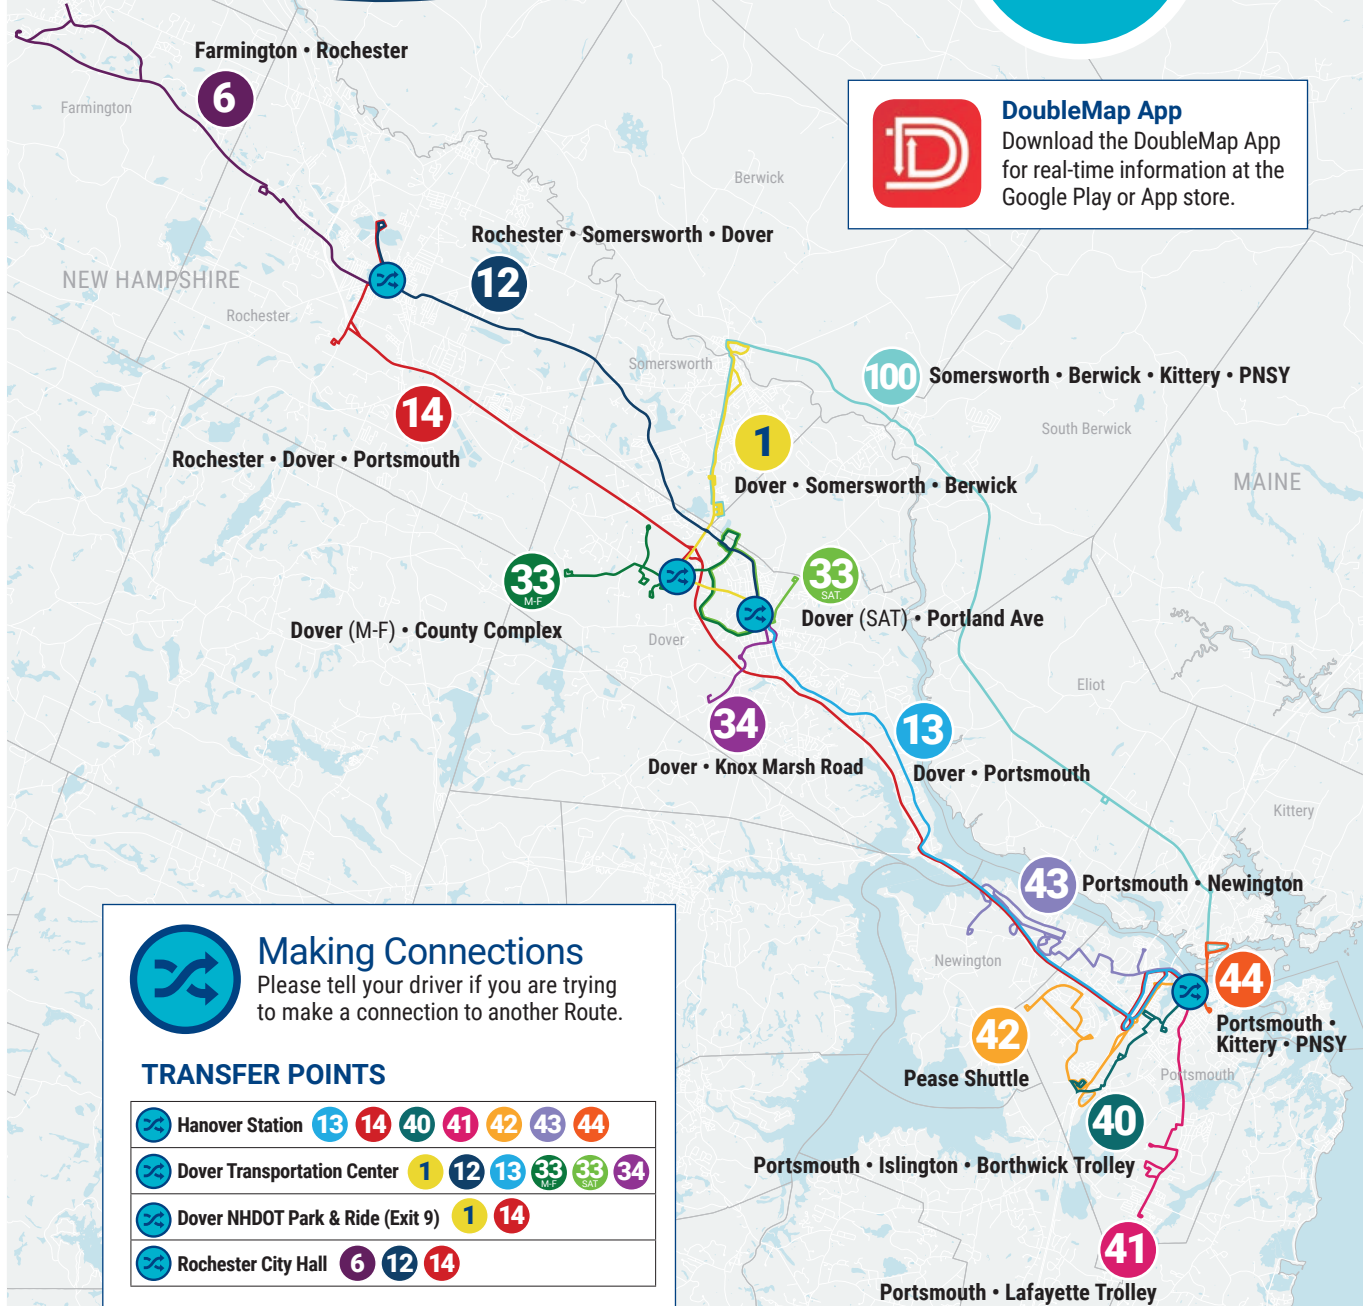 Farmington • Rochester
6
Farmington
DoubleMap App
Download the DoubleMap App
for real-time information at the
Google Play or App store.
Berwick
Rochester • Somersworth • Dover
12
NEW HAMPSHIRE
Rochester
Somersworth
100 Somersworth • Berwick • Kittery • PNSY
14
Rochester • Dover • Portsmouth
South Berwick
1
Dover • Somersworth • Berwick
MAINE
33
M-F
Dover (M-F) • County Complex
33
SAT.
Dover (SAT) • Portland Ave
Dover
Eliot
34
Dover • Knox Marsh Road
13
Dover • Portsmouth
Kittery
43 Portsmouth • Newington
Newington
44
Portsmouth •
Kittery • PNSY
42
Pease Shuttle
Portsmouth
40
Portsmouth • Islington • Borthwick Trolley
41
Portsmouth • Lafayette Trolley
Making Connections
Please tell your driver if you are trying
to make a connection to another Route.
TRANSFER POINTS
Hanover Station 13 14 40 41 42 43 44
Dover Transportation Center 1 12 13 33 M-F 33 SAT 34
Dover NHDOT Park & Ride (Exit 9) 1 14
Rochester City Hall 6 12 14